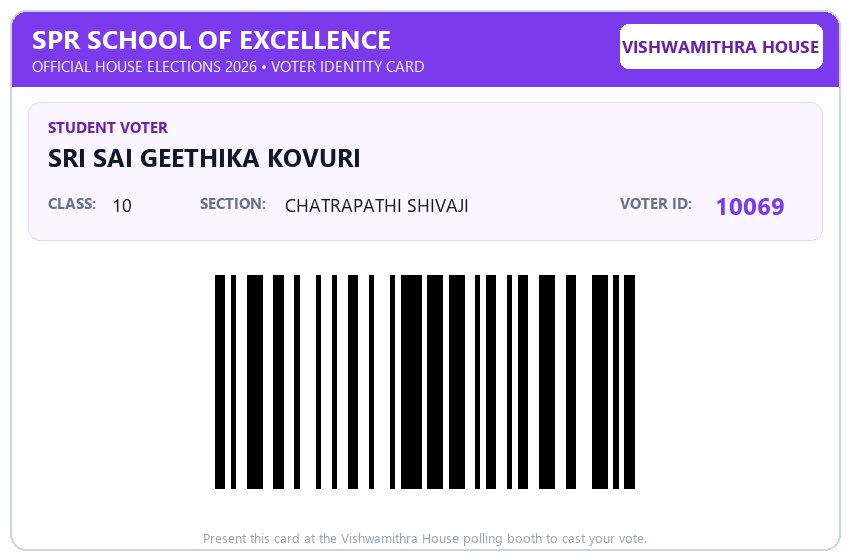 SPR SCHOOL OF EXCELLENCE
OFFICIAL HOUSE ELECTIONS 2026 • VOTER IDENTITY CARD
VISHWAMITHRA HOUSE
STUDENT VOTER
SRI SAI GEETHIKA KOVURI
CLASS: 10 SECTION: CHATRAPATHI SHIVAJI VOTER ID: 10069
Present this card at the Vishwamithra House polling booth to cast your vote.